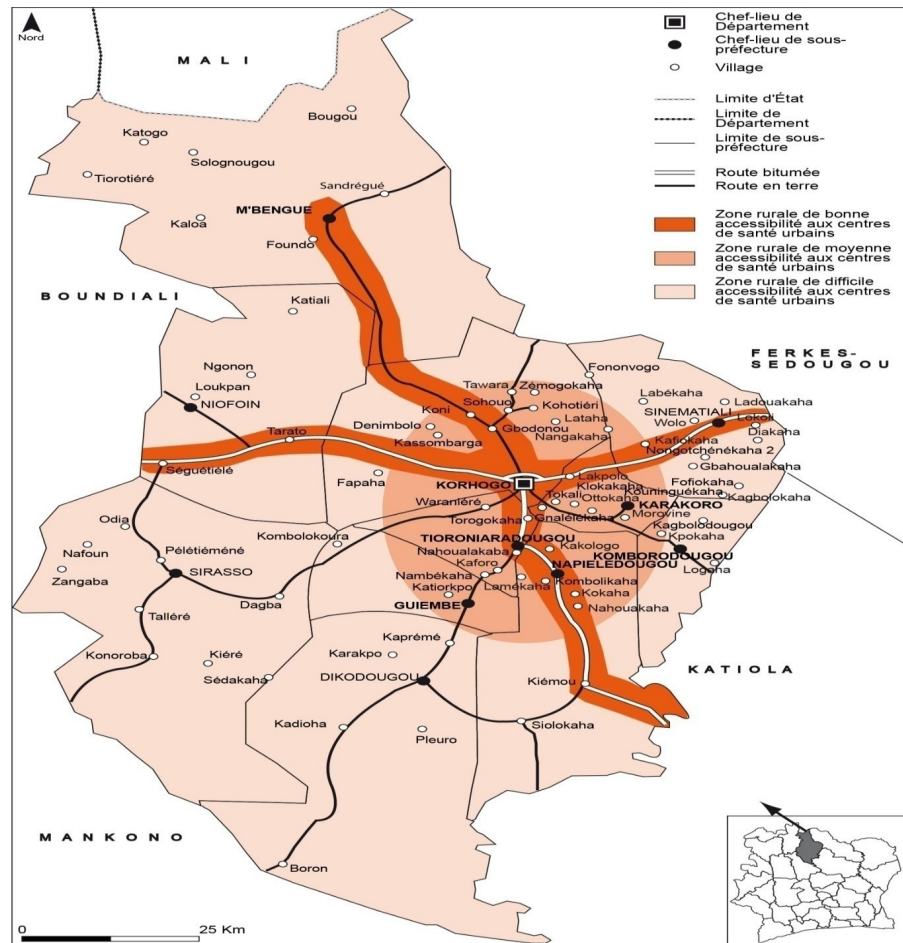 Nord
MALI
Chef-lieu de
Département
Chef-lieu de sous-
préfecture
Village
Limite d'État
Limite de
Département
Limite de sous-
préfecture
Route bitumée
Route en terre
Zone rurale de bonne
accessibilité aux centres
de santé urbains
Zone rurale de moyenne
accessibilité aux centres
de santé urbains
Zone rurale de difficile
accessibilité aux centres
de santé urbains
Bougou
Katogo
Solognougou
Tiorotiéré
Sandrégué
M'BENGUE
Kaloa
Foundo
BOUNDIALI
Katiali
FERKES-
SEDOUGOU
Ngonon
Loukpan
NIOFOIN
Fononvogo
Tawara
Zémogokaha
Labékaha
Ladouakaha
Sohouo
Kohotiéri
SINEMATIALI
Koni
Lataha
Wolo
Lokoli
Denimbolo
Gbodonou
Nangakaha
Diakaha
Tarato
Kassombarga
Kafiokaha
Nongotchénékaha 2
Séguétiélé
Gbahoualakaha
Fapaha
Lakpolo
KORHOGO
Klokakaha
Fofiokaha
Kouninguékaha
Kagbolokaha
Tokali
Ottokaha
KARAKORO
Waraniéré
Gnalélékaha
Morovine
Torogokaha
Kagbolodougou
Odia
Kpokaha
TIORONIARADOUGOU
Nafoun
Kombolokoura
Nahoualakaba
Kakologo
KOMBORODOUGOU
Pélétiéméné
Kaforo
NAPIELEDOUGOU
Logaha
Zangaba
SIRASSO
Nambékaha
Lamékaha
Kombolikaha
Katiorkpo
Kokaha
Dagba
GUIEMBE
Nahouakaha
Talléré
Kaprémé
Konoroba
Kiéré
Karakpo
KATIOLA
Sédakaha
DIKODOUGOU
Kiémou
Kadioha
Siolokaha
Pleuro
MANKONO
Boron
0
25 Km